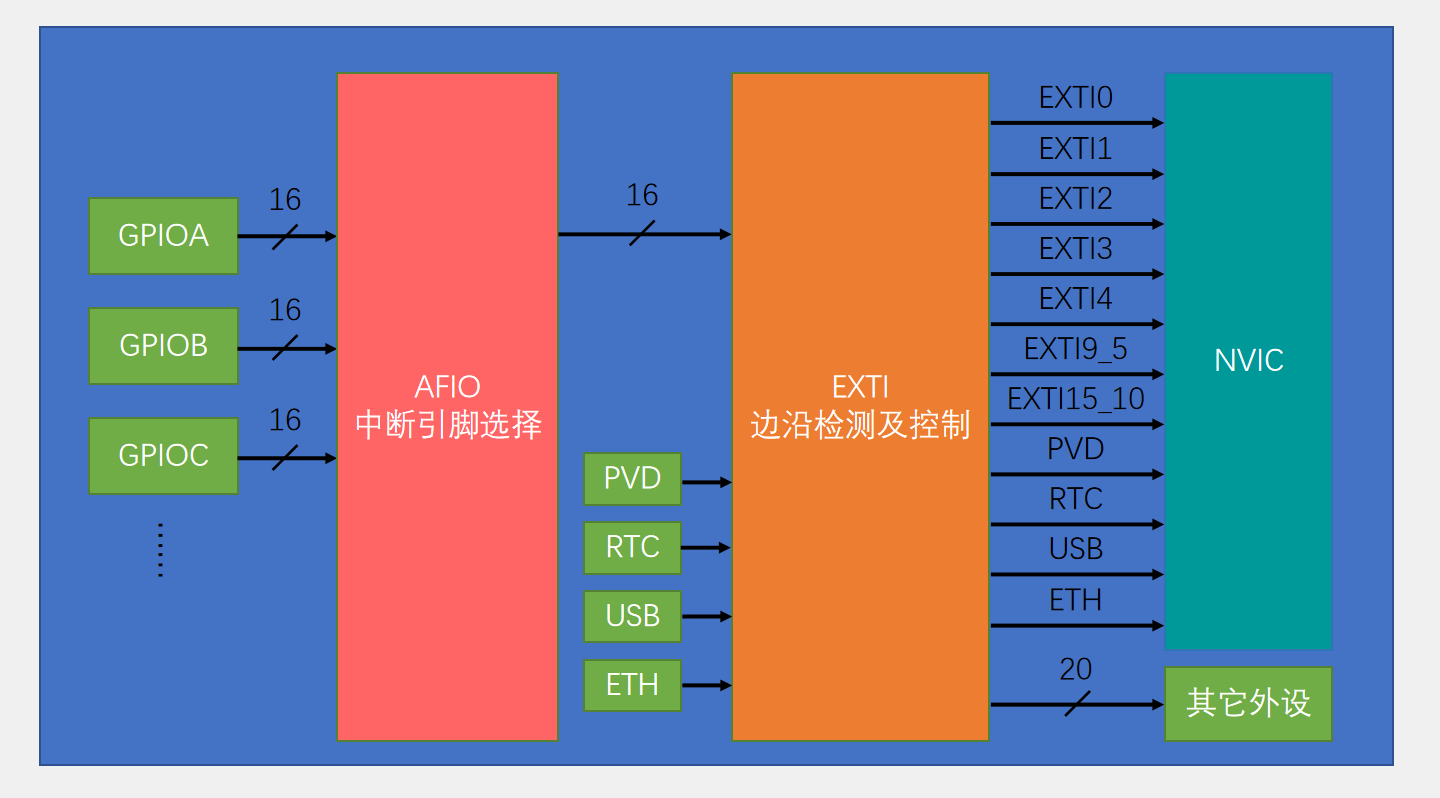 GPIOA
16
GPIOB
16
GPIOC
16
AFIO
中断引脚选择
16
PVD
RTC
USB
ETH
EXTI
边沿检测及控制
EXTI0
EXTI1
EXTI2
EXTI3
EXTI4
EXTI9_5
EXTI15_10
PVD
RTC
USB
ETH
20
NVIC
其它外设